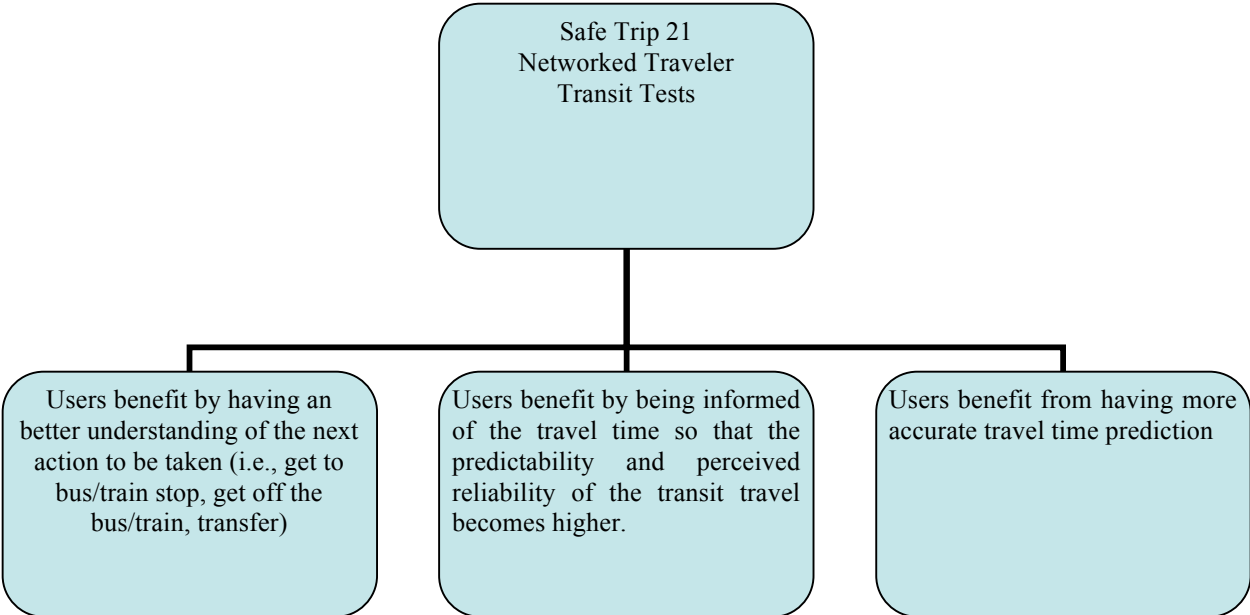 Safe Trip 21
Networked Traveler
Transit Tests
Users benefit by having an
better understanding of the next
action to be taken (i.e., get to
bus/train stop, get off the
bus/train, transfer)
Users benefit by being informed
of the travel time so that the
predictability and perceived
reliability of the transit travel
becomes higher.
Users benefit from having more
accurate travel time prediction